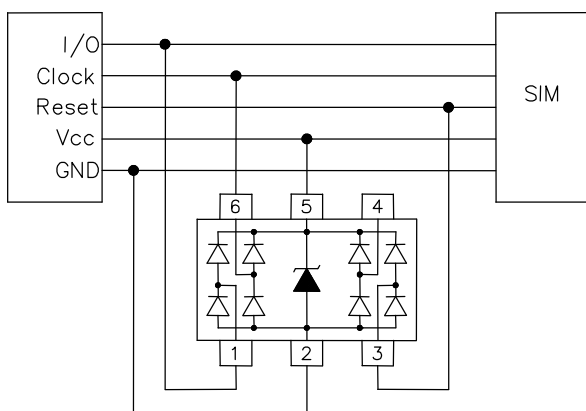 I/O
Clock
Reset
Vcc
GND
SIM
6 5 4
1 2 3